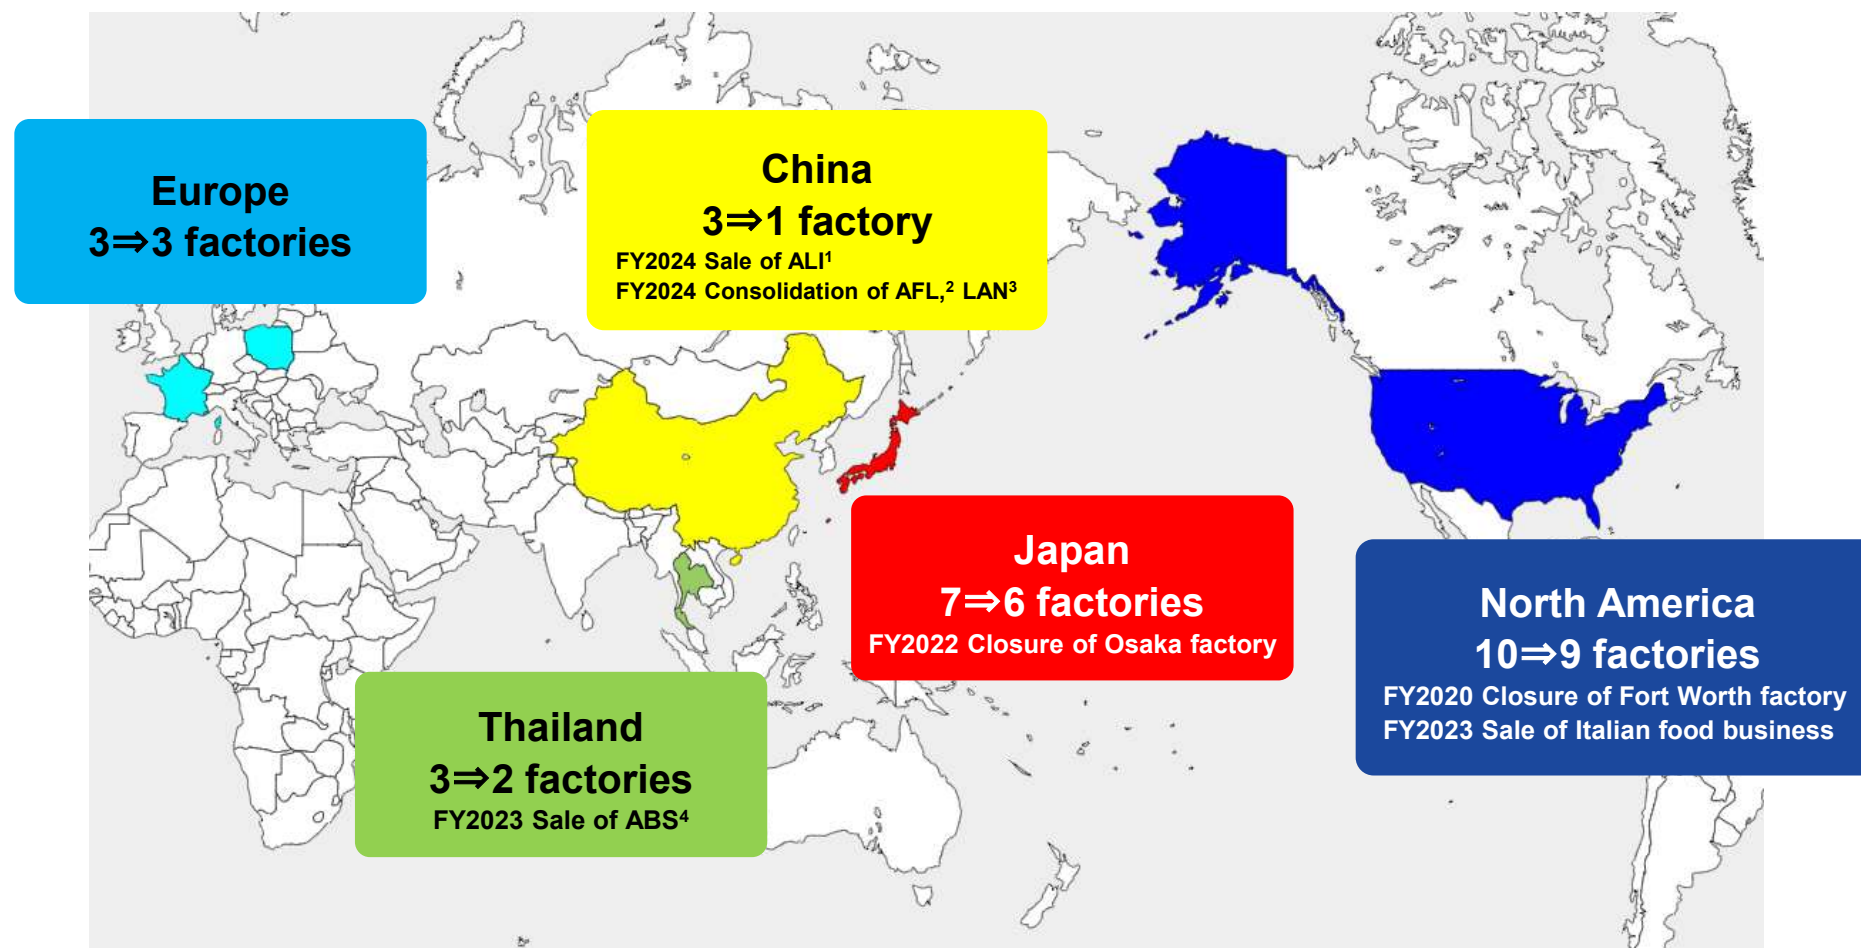 Europe
3⇒3 factories
China
3⇒1 factory
FY2024 Sale of ALI¹
FY2024 Consolidation of AFL,² LAN³
Japan
7⇒6 factories
FY2022 Closure of Osaka factory
North America
10⇒9 factories
FY2020 Closure of Fort Worth factory
FY2023 Sale of Italian food business
Thailand
3⇒2 factories
FY2023 Sale of ABS⁴